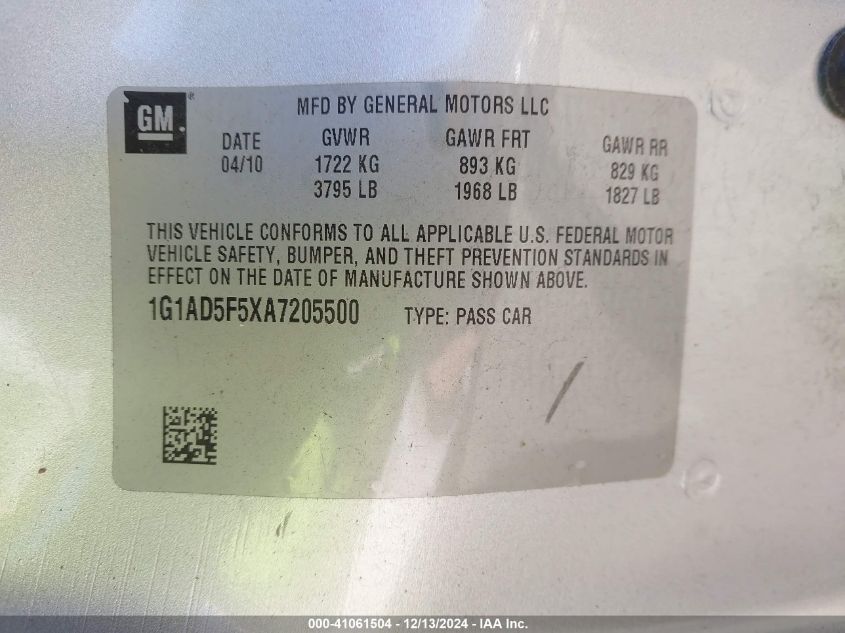 GM
MFD BY GENERAL MOTORS LLC
DATE GVWR GAWR FRT GAWR RR
04/10 1722 KG 893 KG 829 KG
3795 LB 1968 LB 1827 LB
THIS VEHICLE CONFORMS TO ALL APPLICABLE U.S. FEDERAL MOTOR
VEHICLE SAFETY, BUMPER, AND THEFT PREVENTION STANDARDS IN
EFFECT ON THE DATE OF MANUFACTURE SHOWN ABOVE.
1G1AD5F5XA7205500 TYPE: PASS CAR
000-41061504 - 12/13/2024 - IAA Inc.